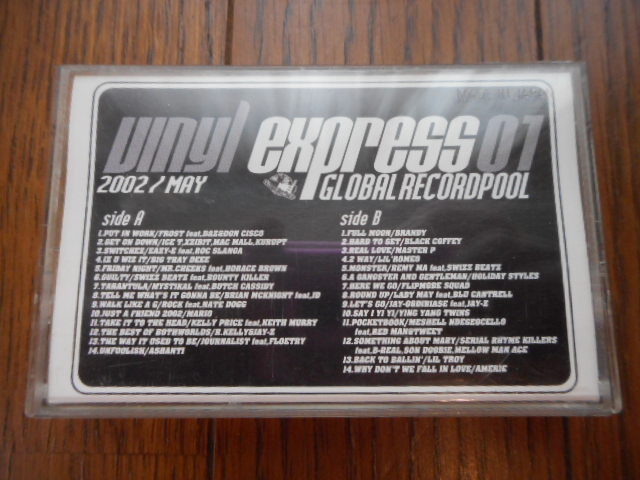 vinyl express 01
2002/MAY
GLOBAL RECORDPOOL
side A
1.PUT IN WORK/FROST feat,DAZ&DON CISCO
2.GET ON DOWN/ICE T,XZIBIT,MAC MALL,KURUPT
3.SWITCHEZ/EAZY-E feat,ROC SLANGA
4.IZ U WIZ IT/BIG TRAY DEEE
5.FRIDAY NIGHT/MR.CHEEKS feat,HORACE BROWN
6.GUILTY/SWIZZ BEATS feat,BOUNTY KILLER
7.TARANTULA/MYSTIKAL feat,BUTCH CASSIDY
8.TELL ME WHAT'S IT GONNA BE/BRIAN MCKNIGHT feat,JD
9.WALK LIKE A G/ROCK feat,NATE DOGG
10.JUST A FRIEND 2002/MARIO
11.TAKE IT TO THE HEAD/KELLY PRICE feat,KEITH MURRY
12.THE BEST OF BOTHWORLDS/R.KELLY&JAY-Z
13.THE WAY IT USED TO BE/JOURNALIST feat,FLOETRY
14.UNFOOLISH/ASHANTI
side B
1.FULL MOON/BRANDY
2.HARD TO GET/BLACK COFFEY
3.REAL LOVE/MASTER P
4.2 WAY/LIL'ROMEO
5.MONSTER/REMY MA feat,SWIZZ BEATZ
6.A GANGSTER AND GENTLEMAN/HOLIDAY STYLES
7.HERE WE GO/FLIPMODE SQUAD
8.ROUND UP/LADY MAY feat,BLU CANTRELL
9.LET'S GO/JAY-OBDRIASE feat,JAY-Z
10.SAY I YI YI/YING YANG TWINS
11.POCKETBOOK/MESHELL NDEGEOCELLO
feat,RED MAN&TWEET
12.SOMETHING ABOUT MARY/SERIAL RHYME KILLERS
feat,B-REAL,SON DOOBIE,MELLOW MAN ACE
13.BACK TO BALLIN'/LIL TROY
14.WHY DON'T WE FALL IN LOVE/AMERIE